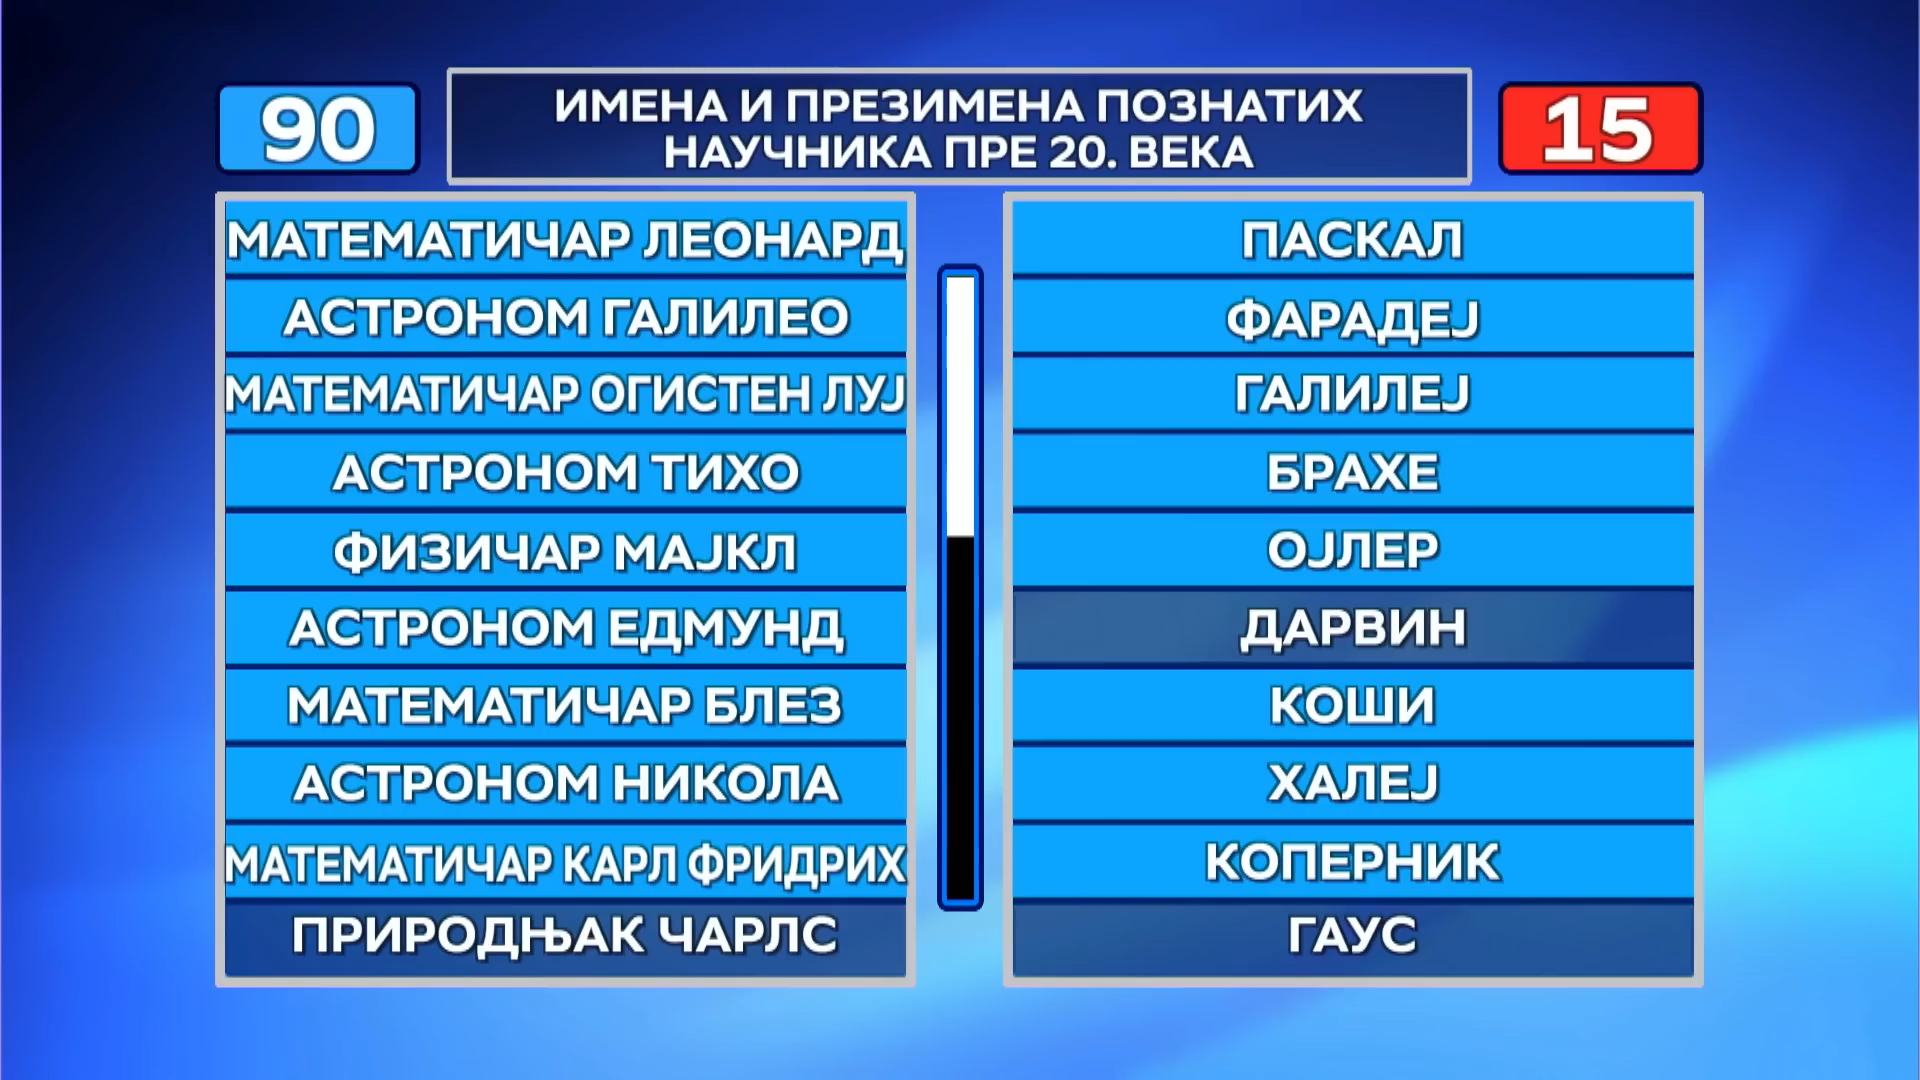 90
ИМЕНА И ПРЕЗИМЕНА ПОЗНАТИХ
НАУЧНИКА ПРЕ 20. ВЕКА
15
МАТЕМАТИЧАР ЛЕОНАРД
АСТРОНОМ ГАЛИЛЕО
МАТЕМАТИЧАР ОГИСТЕН ЛУЈ
АСТРОНОМ ТИХО
ФИЗИЧАР МАЈКЛ
АСТРОНОМ ЕДМУНД
МАТЕМАТИЧАР БЛЕЗ
АСТРОНОМ НИКОЛА
МАТЕМАТИЧАР КАРЛ ФРИДРИХ
ПРИРОДЊАК ЧАРЛС
ПАСКАЛ
ФАРАДЕЈ
ГАЛИЛЕЈ
БРАХЕ
ОЈЛЕР
ДАРВИН
КОШИ
ХАЛЕЈ
КОПЕРНИК
ГАУС